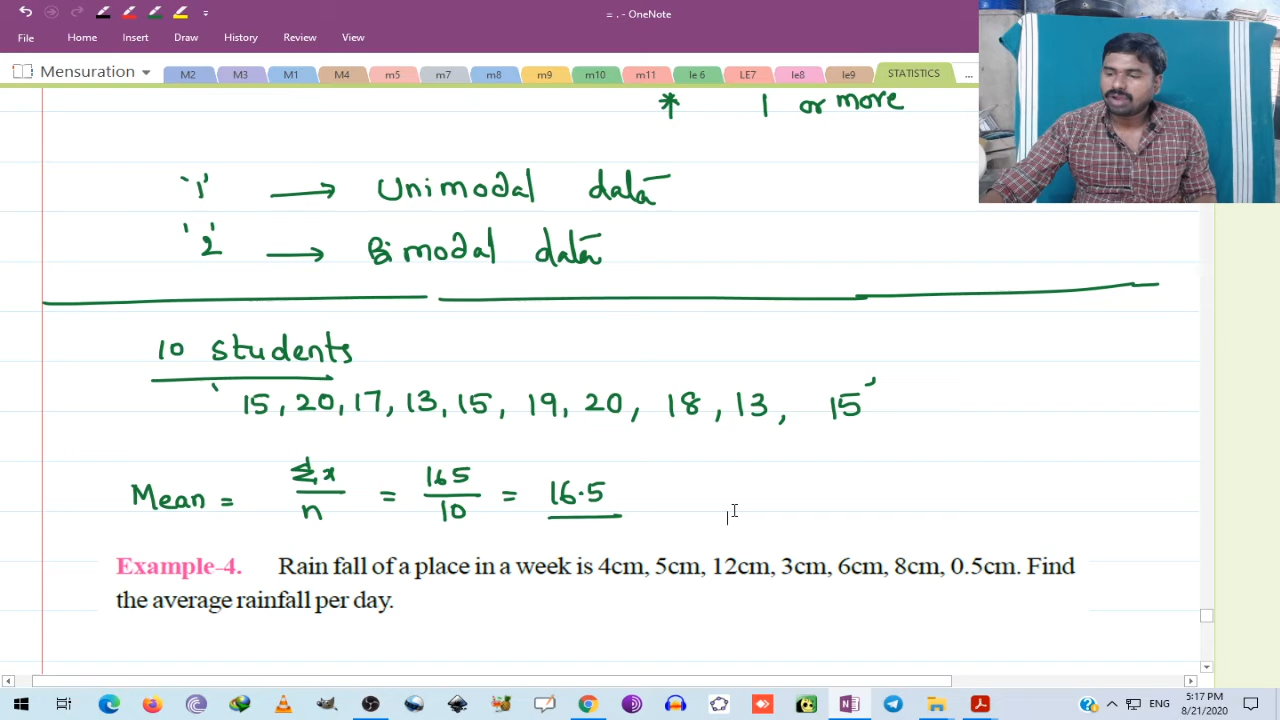 = , - OneNote
File Home Insert Draw History Review View
Mensuration M2 M3 M1 M4 m5 m7 m8 m9 m10 m11 le 6 LE7 le8 le9 STATISTICS ...
* 1 or more
'1' → Unimodal data
'2' → Bimodal data
10 students
15, 20, 17, 13, 15, 19, 20, 18, 13, 15
Mean = Σx/n = 165/10 = 16.5
Example-4. Rain fall of a place in a week is 4cm, 5cm, 12cm, 3cm, 6cm, 8cm, 0.5cm. Find
the average rainfall per day.
ENG 5:17 PM
8/21/2020